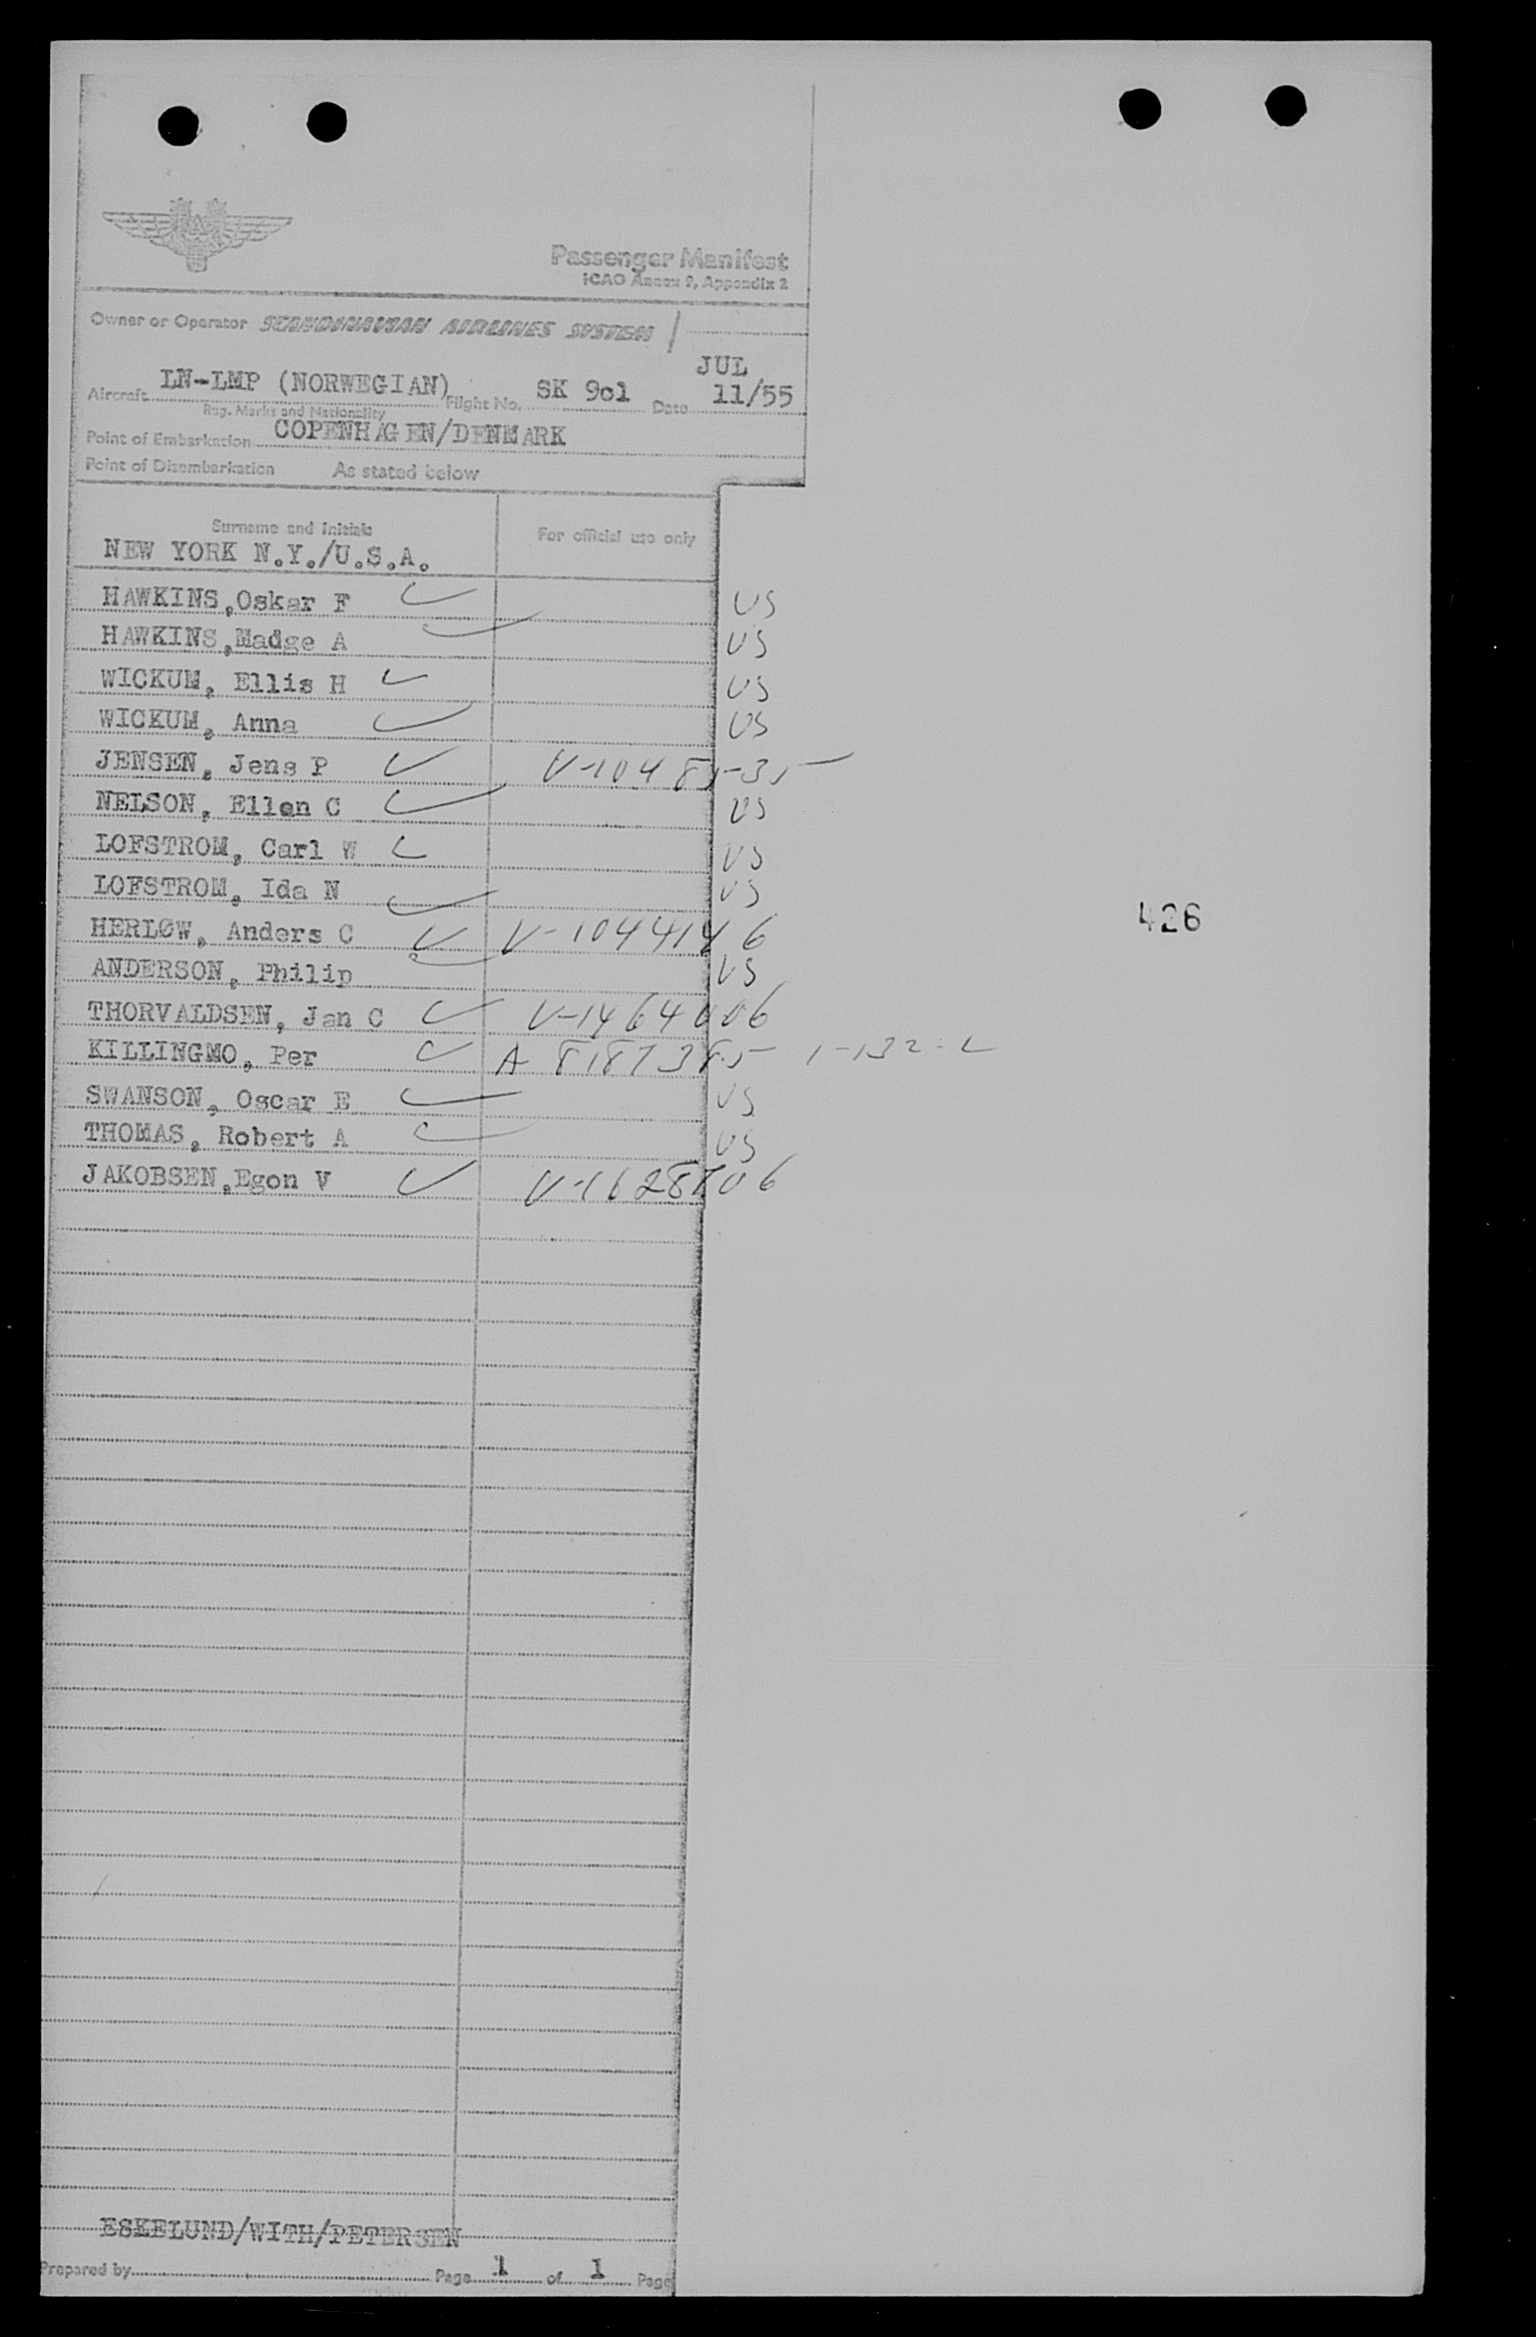 Passenger Manifest
ICAO Annex 9, Appendix 2
Owner or Operator SCANDINAVIAN AIRLINES SYSTEM
JUL
Aircraft LN-LMP (NORWEGIAN) Flight No. SK 9o1 Date 11/55
Reg. Marks and Nationality
Point of Embarkation COPENHAGEN/DENMARK
Point of Disembarkation As stated below
Surname and Initials For official use only
NEW YORK N.Y./U.S.A.
HAWKINS,Oskar F US
HAWKINS,Madge A US
WICKUM, Ellis H US
WICKUM, Anna US
JENSEN, Jens P
NELSON, Ellen C US
LOFSTROM, Carl W US
LOFSTROM, Ida N US
HERLØW, Anders C V-1044146
426
ANDERSON, Philip US
THORVALDSEN, Jan C V-1464006
KILLINGMO, Per A 8187385
SWANSON, Oscar E US
THOMAS, Robert A US
JAKOBSEN,Egon V
ESKELUND/WITH/PETERSEN
Prepared by Page 1 of 1 Page